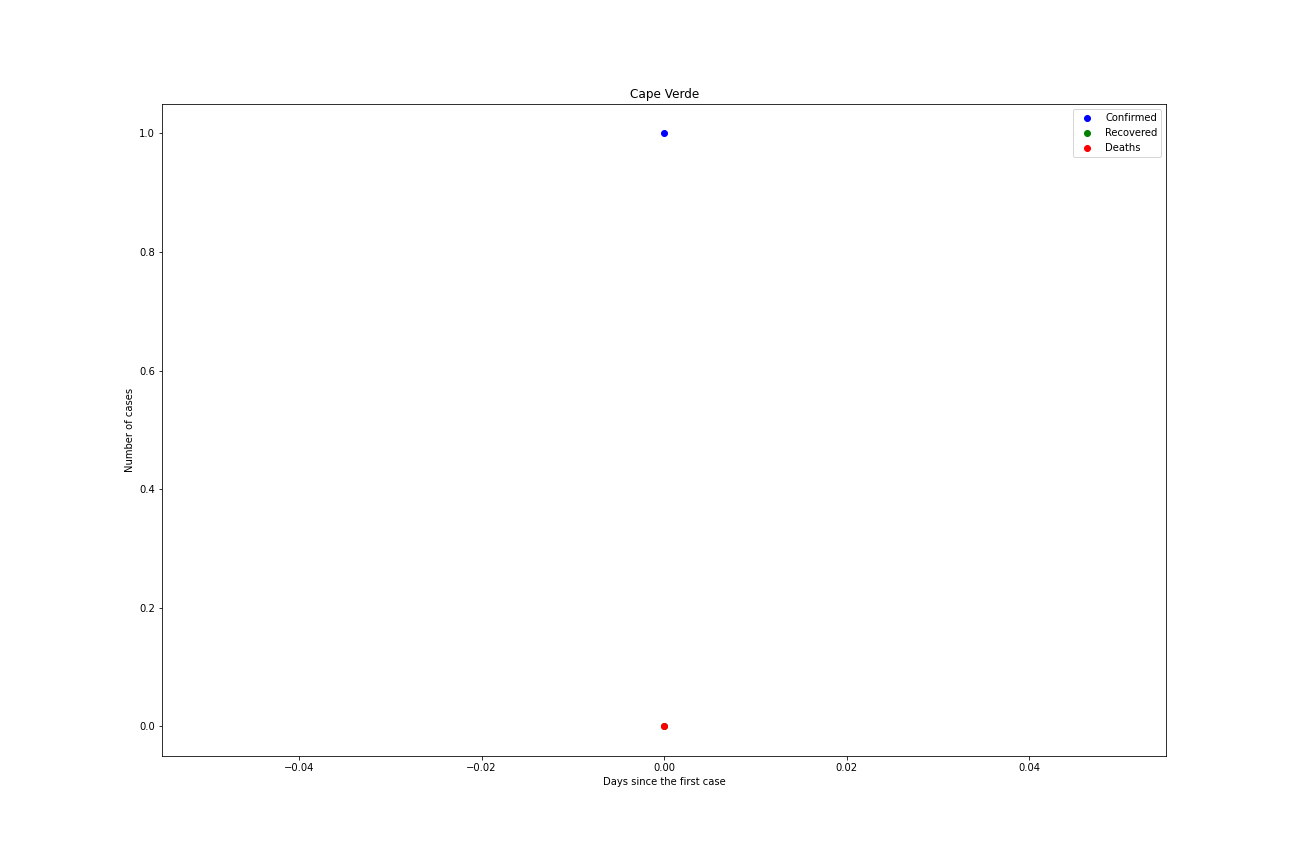 Cape Verde
Confirmed
Recovered
Deaths
1.0
0.8
0.6
0.4
0.2
0.0
Number of cases
−0.04
−0.02
0.00
0.02
0.04
Days since the first case